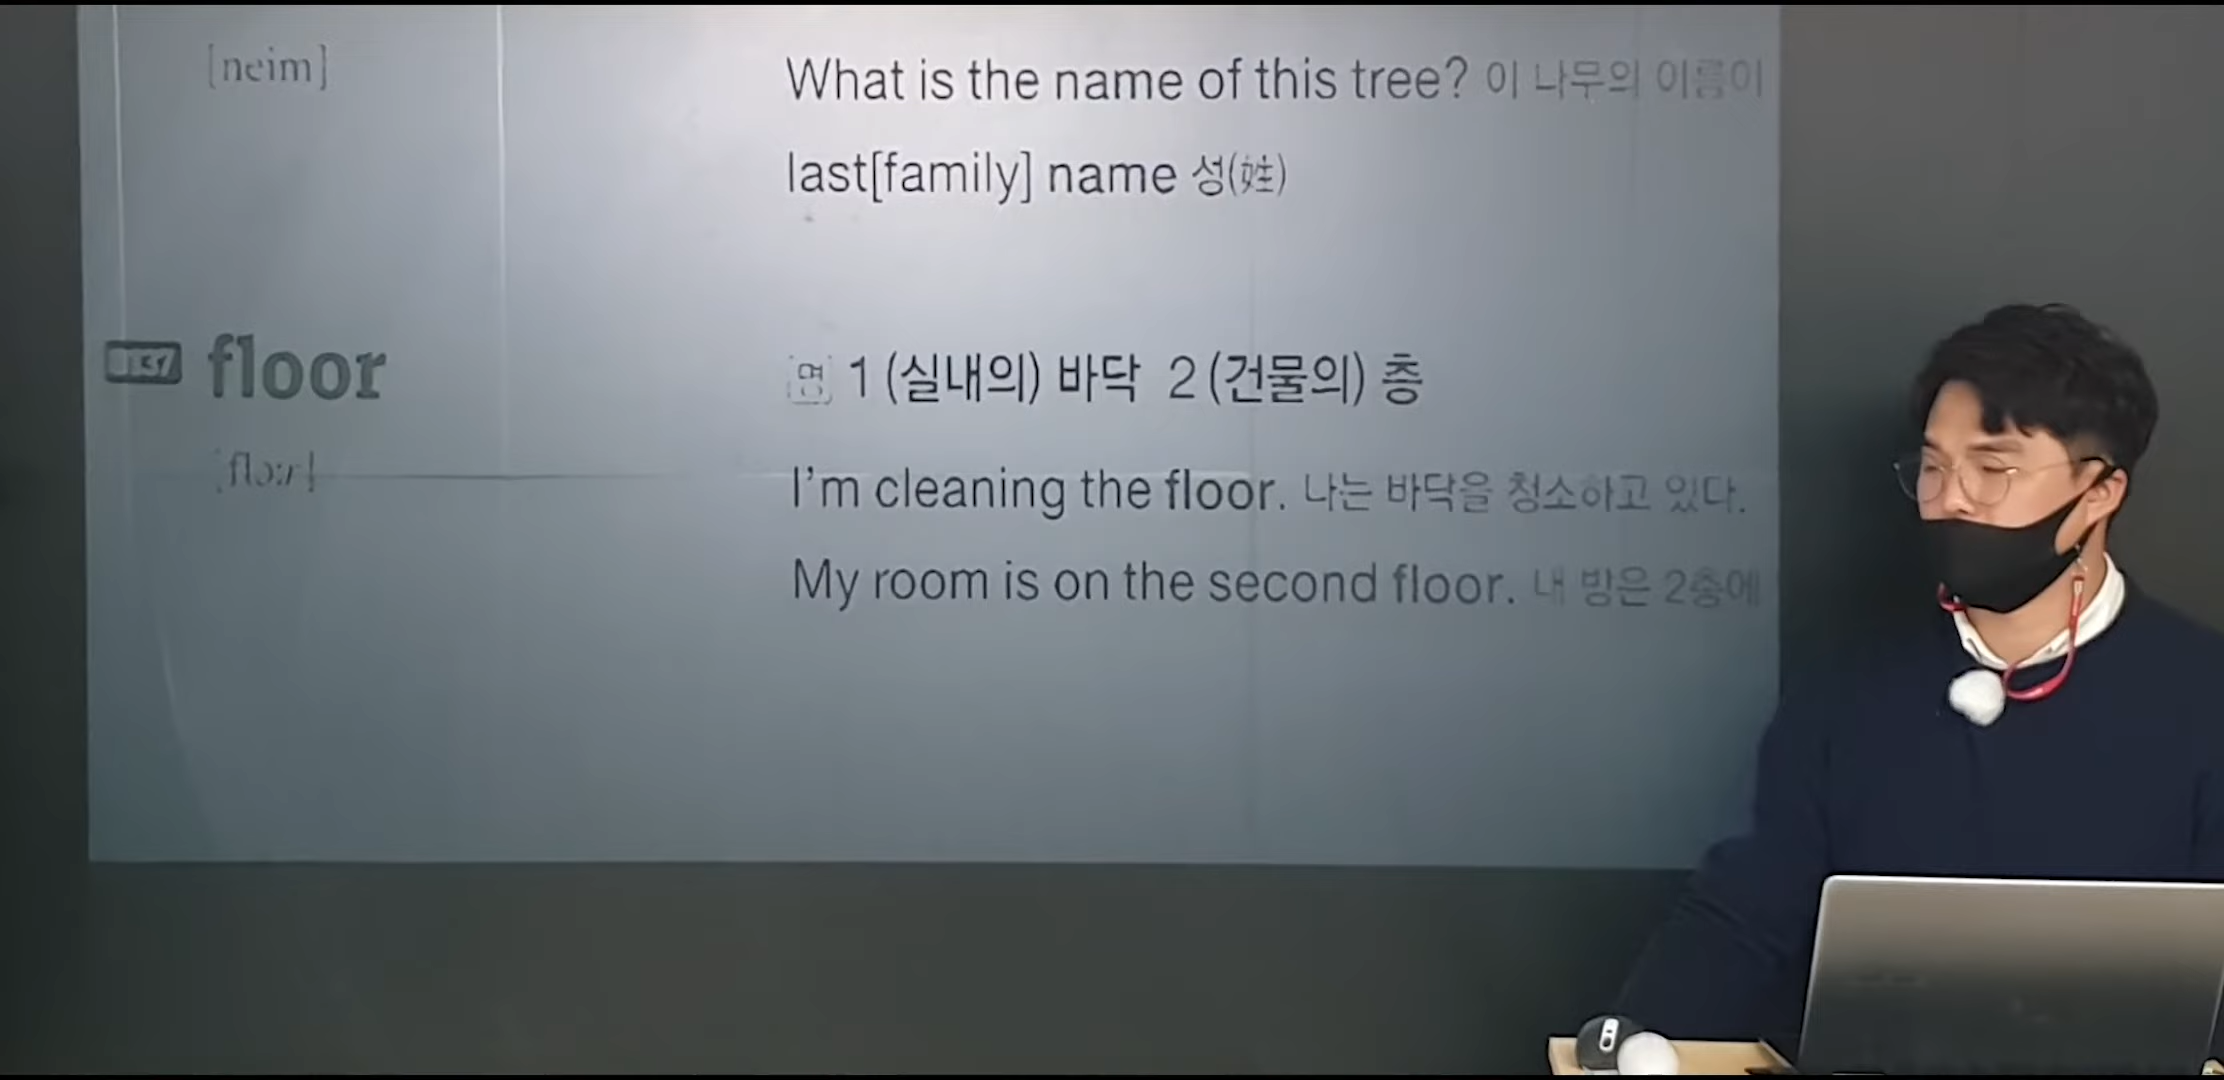 [neim]
What is the name of this tree? 이 나무의 이름이
last[family] name 성(姓)
floor
명 1 (실내의) 바닥 2 (건물의) 층
[flɔːr]
I'm cleaning the floor. 나는 바닥을 청소하고 있다.
My room is on the second floor. 내 방은 2층에